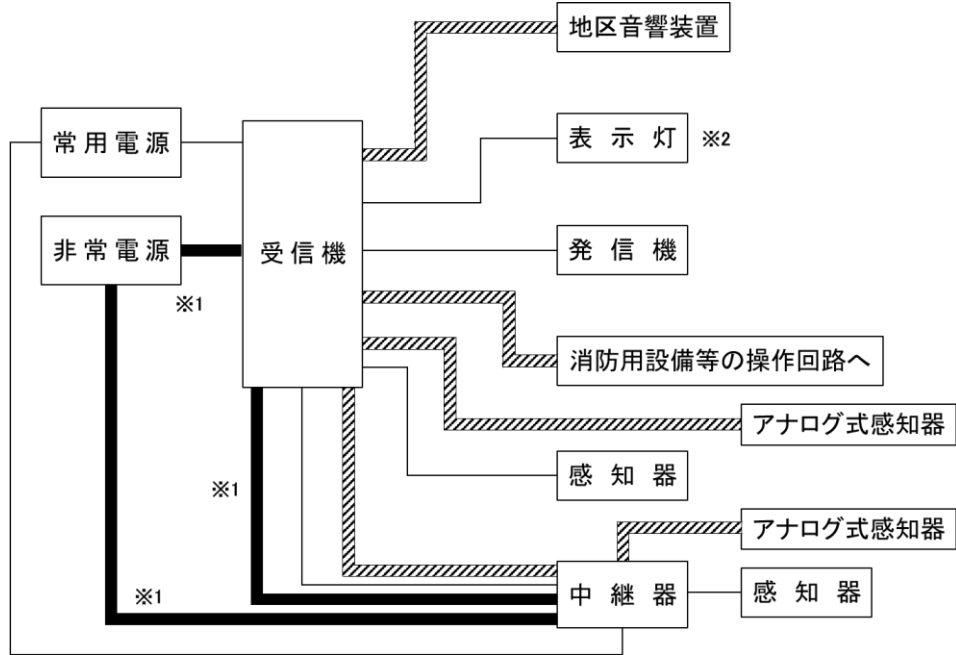 地区音響装置
常用電源
表示灯 ※2
非常電源
受信機
発信機
※1
消防用設備等の操作回路へ
アナログ式感知器
※1
感知器
アナログ式感知器
※1
中継器
感知器